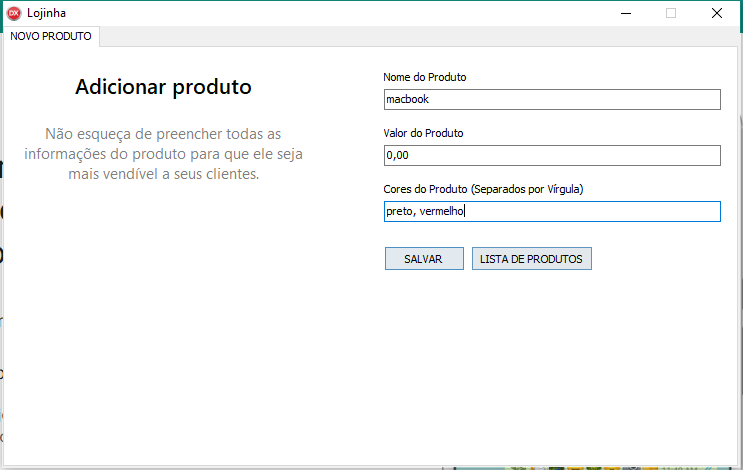 DX Lojinha
NOVO PRODUTO
Adicionar produto
Não esqueça de preencher todas as
informações do produto para que ele seja
mais vendível a seus clientes.
Nome do Produto
macbook
Valor do Produto
0,00
Cores do Produto (Separados por Vírgula)
preto, vermelho
SALVAR
LISTA DE PRODUTOS